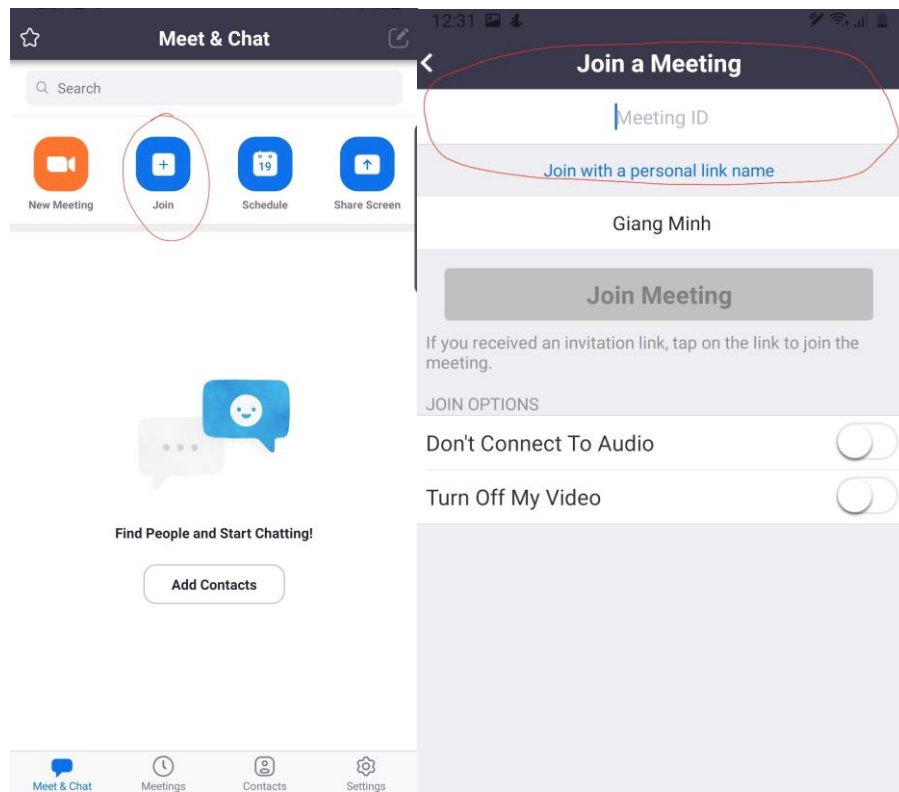 Meet & Chat
Search
19
New Meeting
Join
Schedule
Share Screen
Find People and Start Chatting!
Add Contacts
Meet & Chat
Meetings
Contacts
Settings
12:31
Join a Meeting
Meeting ID
Join with a personal link name
Giang Minh
Join Meeting
If you received an invitation link, tap on the link to join the
meeting.
JOIN OPTIONS
Don't Connect To Audio
Turn Off My Video